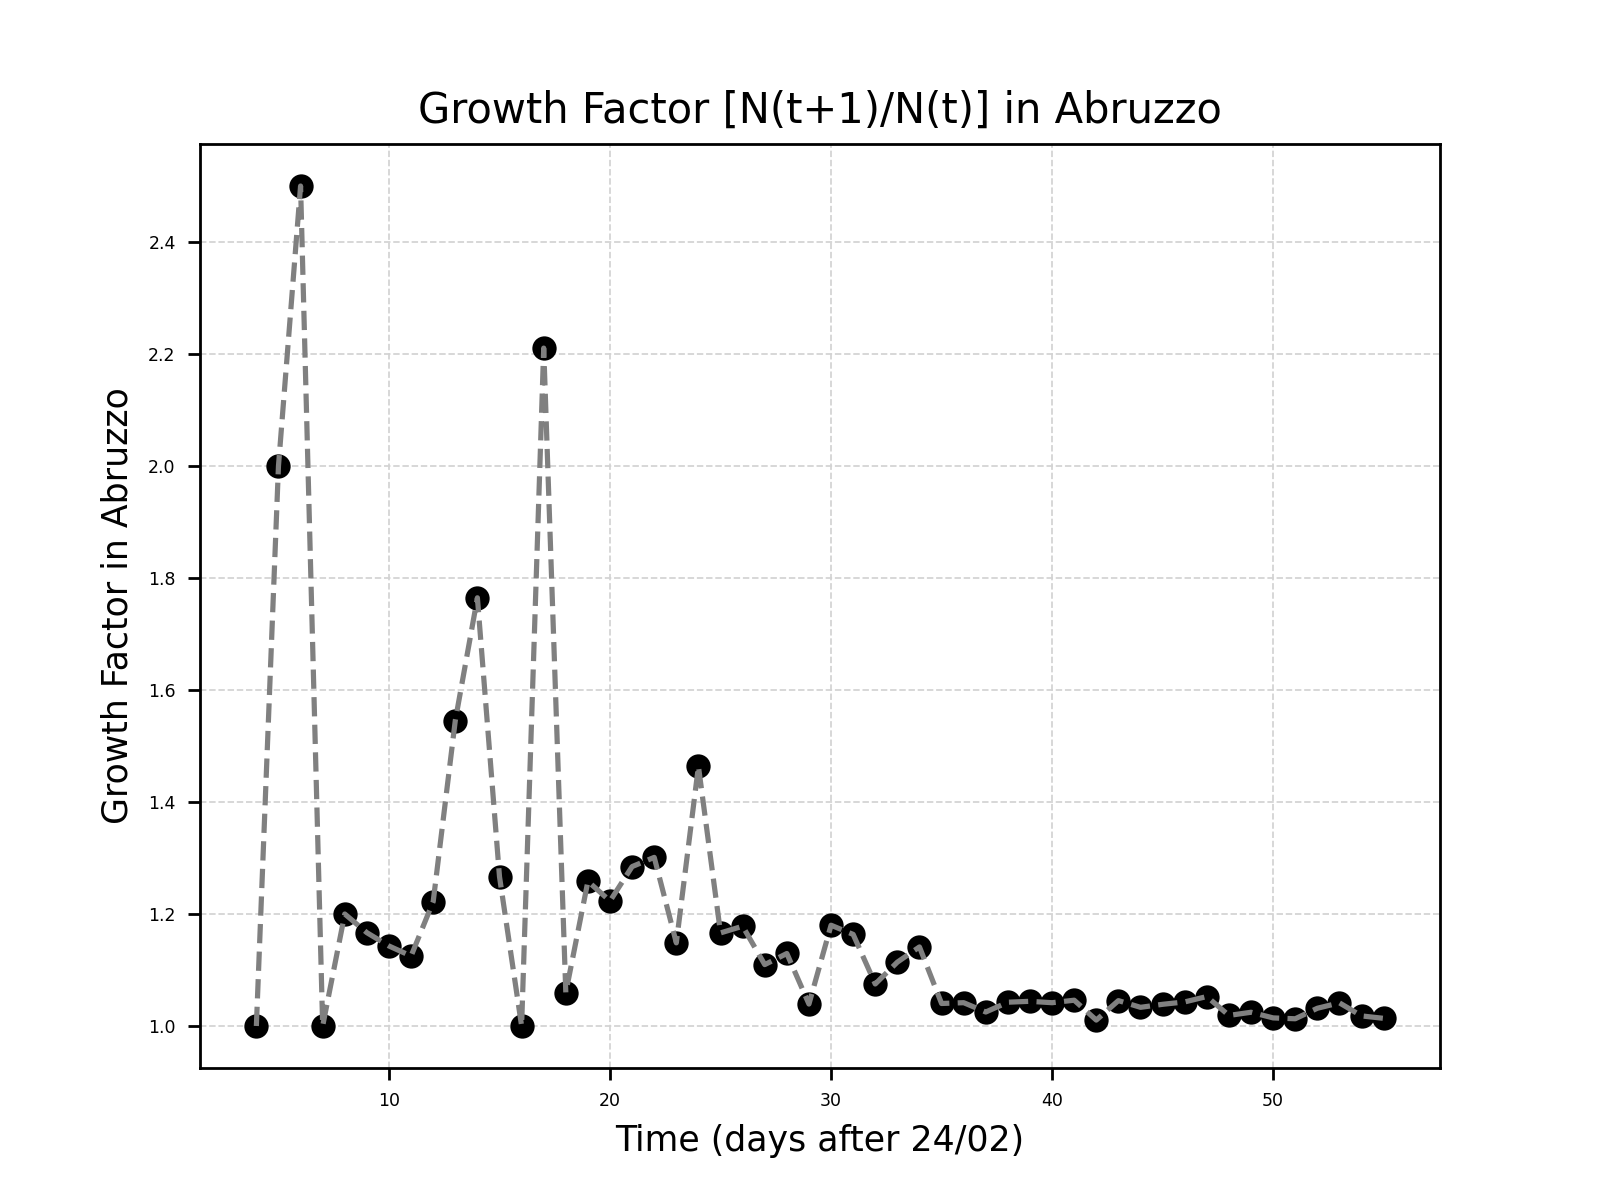 Growth Factor [N(t+1)/N(t)] in Abruzzo
Growth Factor in Abruzzo
2.4
2.2
2.0
1.8
1.6
1.4
1.2
1.0
10 20 30 40 50
Time (days after 24/02)